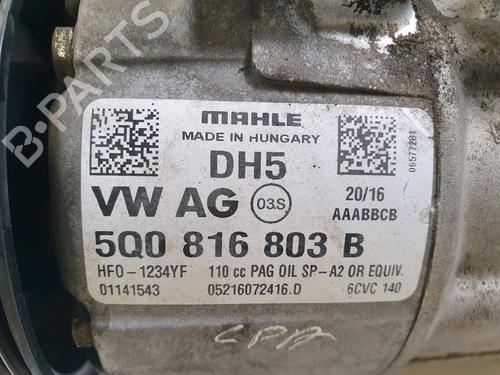 B-PARTS
MAHLE
MADE IN HUNGARY
DH5
VW AG 03.S
20/16
AAABBCB
5Q0 816 803 B
HFO-1234YF 110 cc PAG OIL SP-A2 OR EQUIV.
01141543 05216072416.D 6CVC 140
06577281